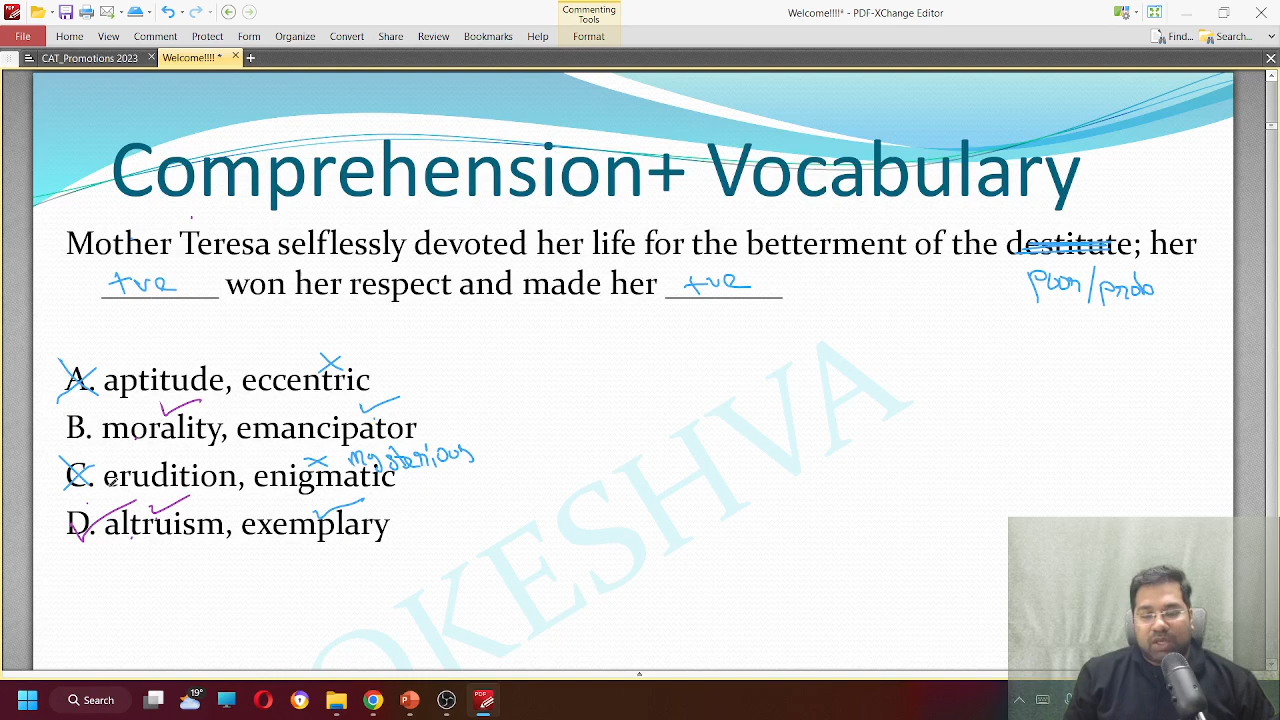 Commenting
Tools
Welcome!!!!* - PDF-XChange Editor
File Home View Comment Protect Form Organize Convert Share Review Bookmarks Help Format Find... Search...
CAT_Promotions 2023 Welcome!!!! *
Comprehension+ Vocabulary
Mother Teresa selflessly devoted her life for the betterment of the destitute; her
+ve won her respect and made her +ve
poor/
A. aptitude, eccentric
B. morality, emancipator
mysterious
C. erudition, enigmatic
D. altruism, exemplary
OKESHVA
Search 19°
PDF